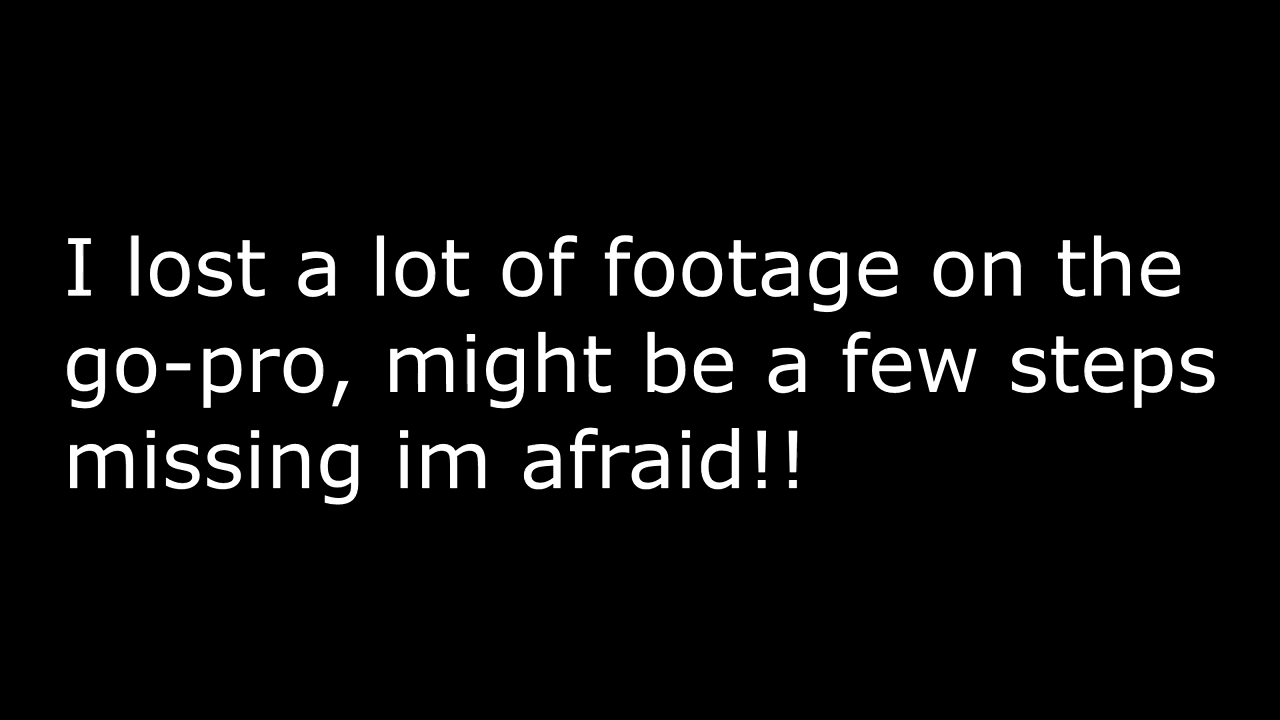 I lost a lot of footage on the
go-pro, might be a few steps
missing im afraid!!